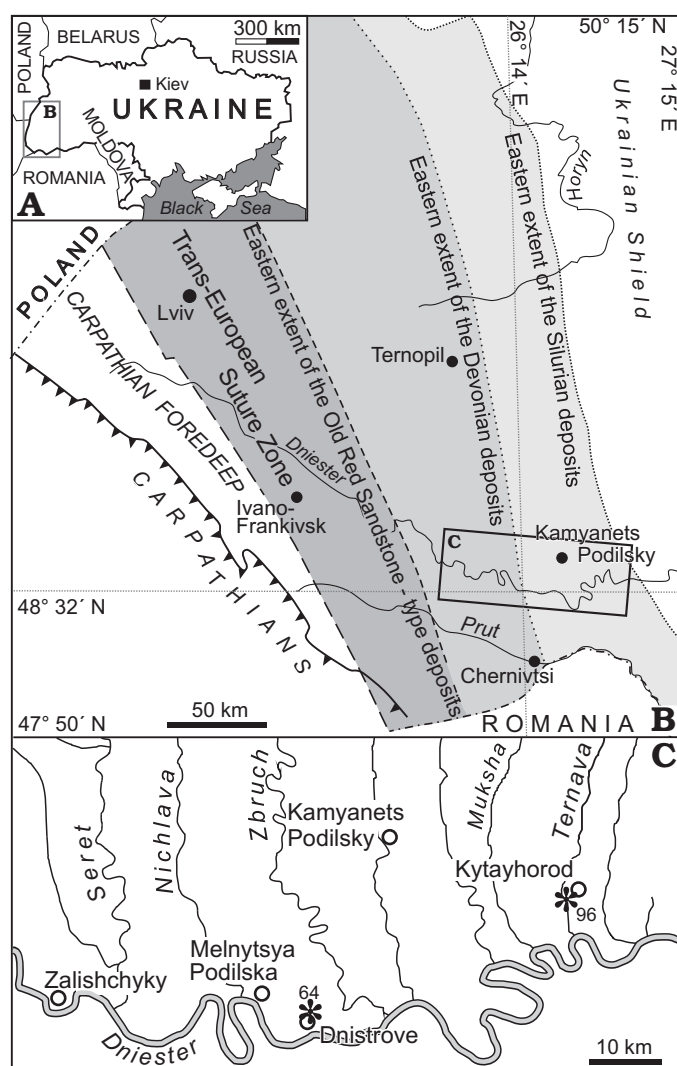 POLAND
BELARUS
300 km
RUSSIA
Kiev
B
UKRAINE
MOLDOVA
ROMANIA
A
Black Sea
50° 15´ N
26° 14´ E
27° 15´ E
Ukrainian Shield
Horyn
Eastern extent of the Silurian deposits
Eastern extent of the Devonian deposits
POLAND
Trans-European
Suture Zone
Eastern extent of the Old Red Sandstone - type deposits
Lviv
Ternopil
CARPATHIAN FOREDEEP
Dniester
Ivano-
Frankivsk
CARPATHIANS
C
Kamyanets
Podilsky
48° 32´ N
Prut
Chernivtsi
47° 50´ N
50 km
ROMANIA
B
C
Seret
Nichlava
Zbruch
Kamyanets
Podilsky
Muksha
Ternava
Kytayhorod
96
Melnytsya
Podilska
Zalishchyky
64
Dnistrove
Dniester
10 km